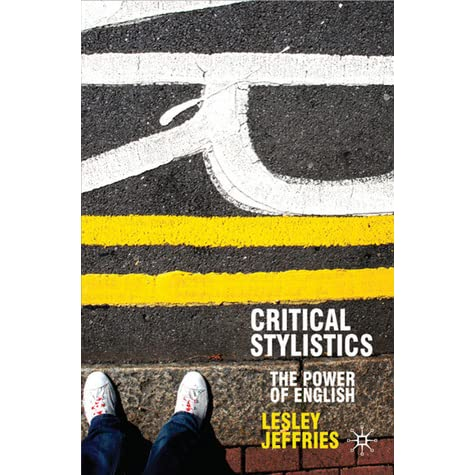 CRITICAL
STYLISTICS
THE POWER
OF ENGLISH
LESLEY
JEFFRIES